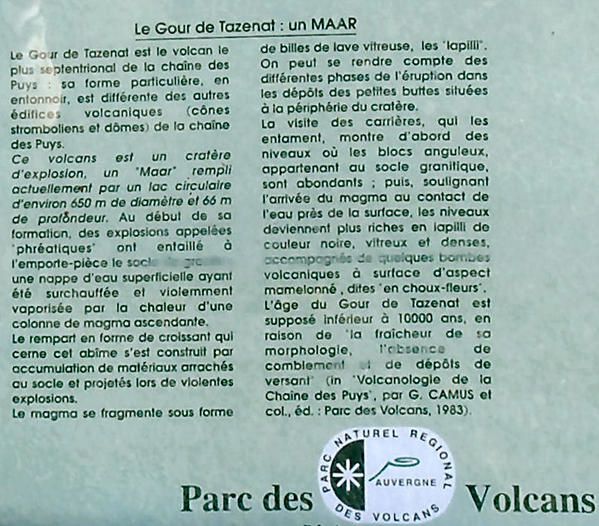 Le Gour de Tazenat : un MAAR
Le Gour de Tazenat est le volcan le
plus septentrional de la chaîne des
Puys : sa forme particulière, en
entonnoir, est différente des autres
édifices volcaniques (cônes
stromboliens et dômes) de la chaîne
des Puys.
Ce volcans est un cratère
d'explosion, un "Maar" rempli
actuellement par un lac circulaire
d'environ 650 m de diamètre et 66 m
de profondeur. Au début de sa
formation, des explosions appelées
"phréatiques" ont entaillé à
l'emporte-pièce le socle de
une nappe d'eau superficielle ayant
été surchauffée et violemment
vaporisée par la chaleur d'une
colonne de magma ascendante.
Le rempart en forme de croissant qui
cerne cet abîme s'est construit par
accumulation de matériaux arrachés
au socle et projetés lors de violentes
explosions.
Le magma se fragmente sous forme
de billes de lave vitreuse, les "lapilli".
On peut se rendre compte des
différentes phases de l'éruption dans
les dépôts des petites buttes situées
à la périphérie du cratère.
La visite des carrières, qui les
entament, montre d'abord des
niveaux où les blocs anguleux,
appartenant au socle granitique,
sont abondants ; puis, soulignant
l'arrivée du magma au contact de
l'eau près de la surface, les niveaux
deviennent plus riches en lapilli de
couleur noire, vitreux et denses,
accompagnés de quelques bombes
volcaniques à surface d'aspect
mamelonné, dites "en choux-fleurs".
L'âge du Gour de Tazenat est
supposé inférieur à 10000 ans, en
raison de "la fraîcheur de sa
morphologie, l'absence de
comblement et de dépôts de
versant" (in "Volcanologie de la
Chaîne des Puys", par G. CAMUS et
col., éd. : Parc des Volcans, 1983).
Parc des Volcans
PARC NATUREL REGIONAL
AUVERGNE
DES VOLCANS